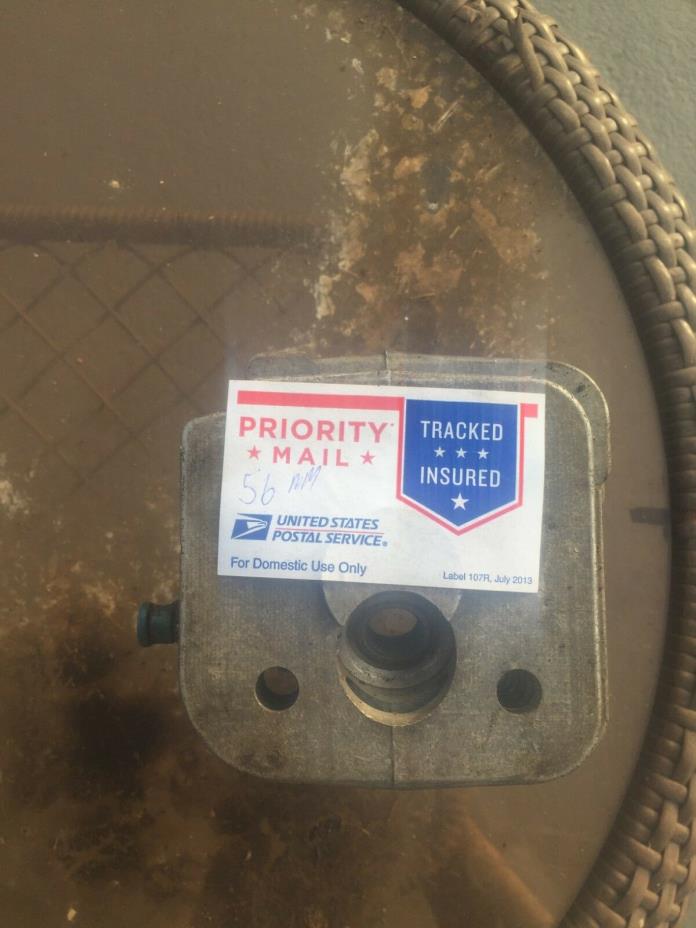 PRIORITY
★ MAIL ★
56 MM
UNITED STATES
POSTAL SERVICE®
For Domestic Use Only
TRACKED
★ ★ ★
INSURED
★
Label 107R, July 2013